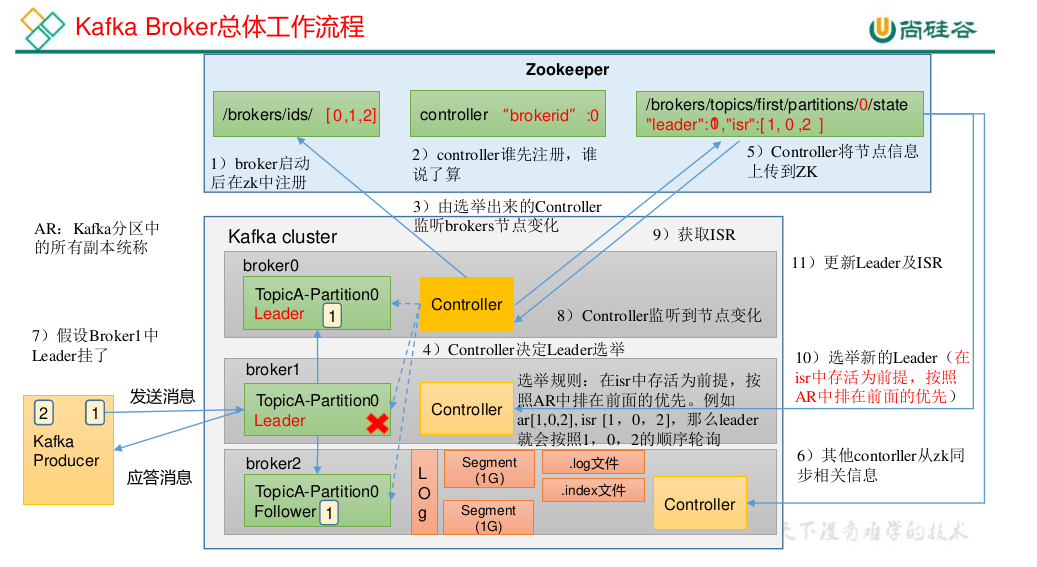 Kafka Broker总体工作流程
尚硅谷
Zookeeper
/brokers/ids/ [0,1,2]
controller “brokerid” :0
/brokers/topics/first/partitions/0/state
"leader": ,"isr":[1, 0 ,2 ]
1）broker启动
后在zk中注册
2）controller谁先注册，谁
说了算
5）Controller将节点信息
上传到ZK
3）由选举出来的Controller
监听brokers节点变化
AR：Kafka分区中
的所有副本统称
Kafka cluster
9）获取ISR
11）更新Leader及ISR
broker0
TopicA-Partition0
Leader
1
Controller
8）Controller监听到节点变化
7）假设Broker1中
Leader挂了
4）Controller决定Leader选举
10）选举新的Leader（在
isr中存活为前提，按照
AR中排在前面的优先）
broker1
TopicA-Partition0
Leader
Controller
选举规则：在isr中存活为前提，按
照AR中排在前面的优先。例如
ar[1,0,2], isr [1，0，2]，那么leader
就会按照1，0，2的顺序轮询
发送消息
2 1
Kafka
Producer
应答消息
broker2
TopicA-Partition0
Follower
1
L
O
g
Segment
(1G)
Segment
(1G)
.log文件
.index文件
Controller
6）其他contorller从zk同
步相关信息
天下没有难学的技术